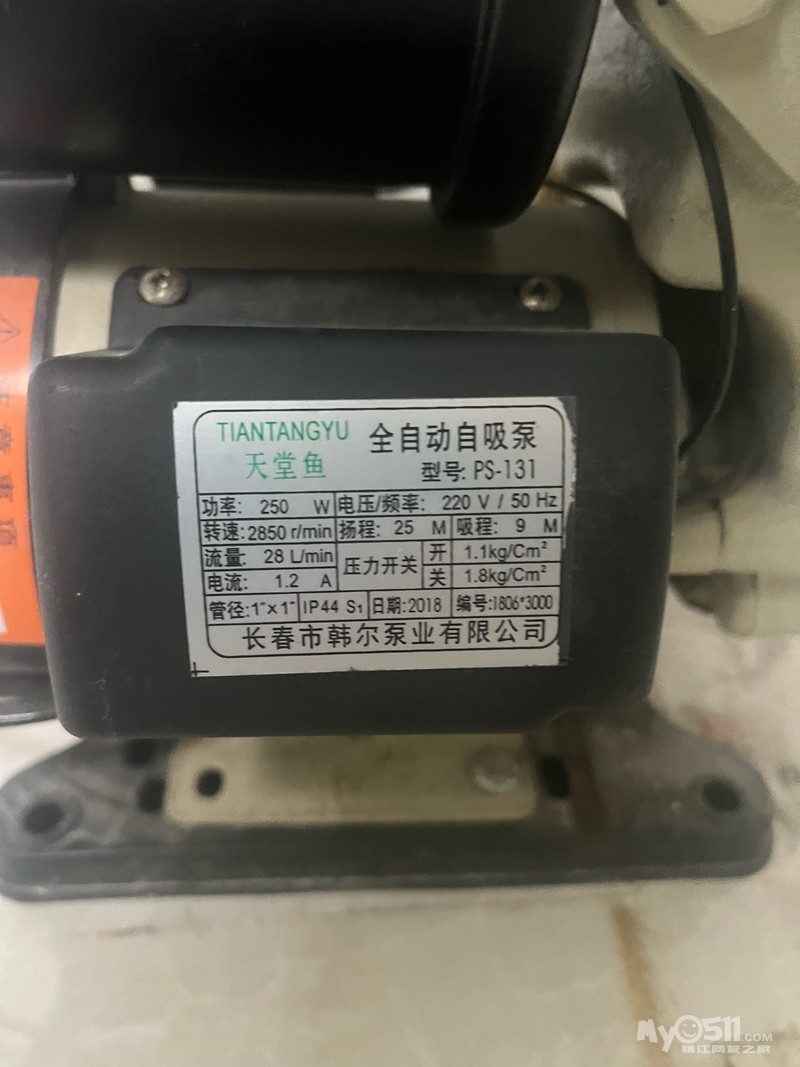 TIANTANGYU 全自动自吸泵
天堂鱼 型号: PS-131
功率: 250 W 电压/频率: 220 V / 50 Hz
转速: 2850 r/min 扬程: 25 M 吸程: 9 M
流量: 28 L/min 压力开关 开 1.1kg/Cm²
电流: 1.2 A 关 1.8kg/Cm²
管径: 1"×1" IP44 S1 日期: 2018 编号: 1806*3000
长春市韩尔泵业有限公司
注意事项
My0511.COM
镇江网友之家